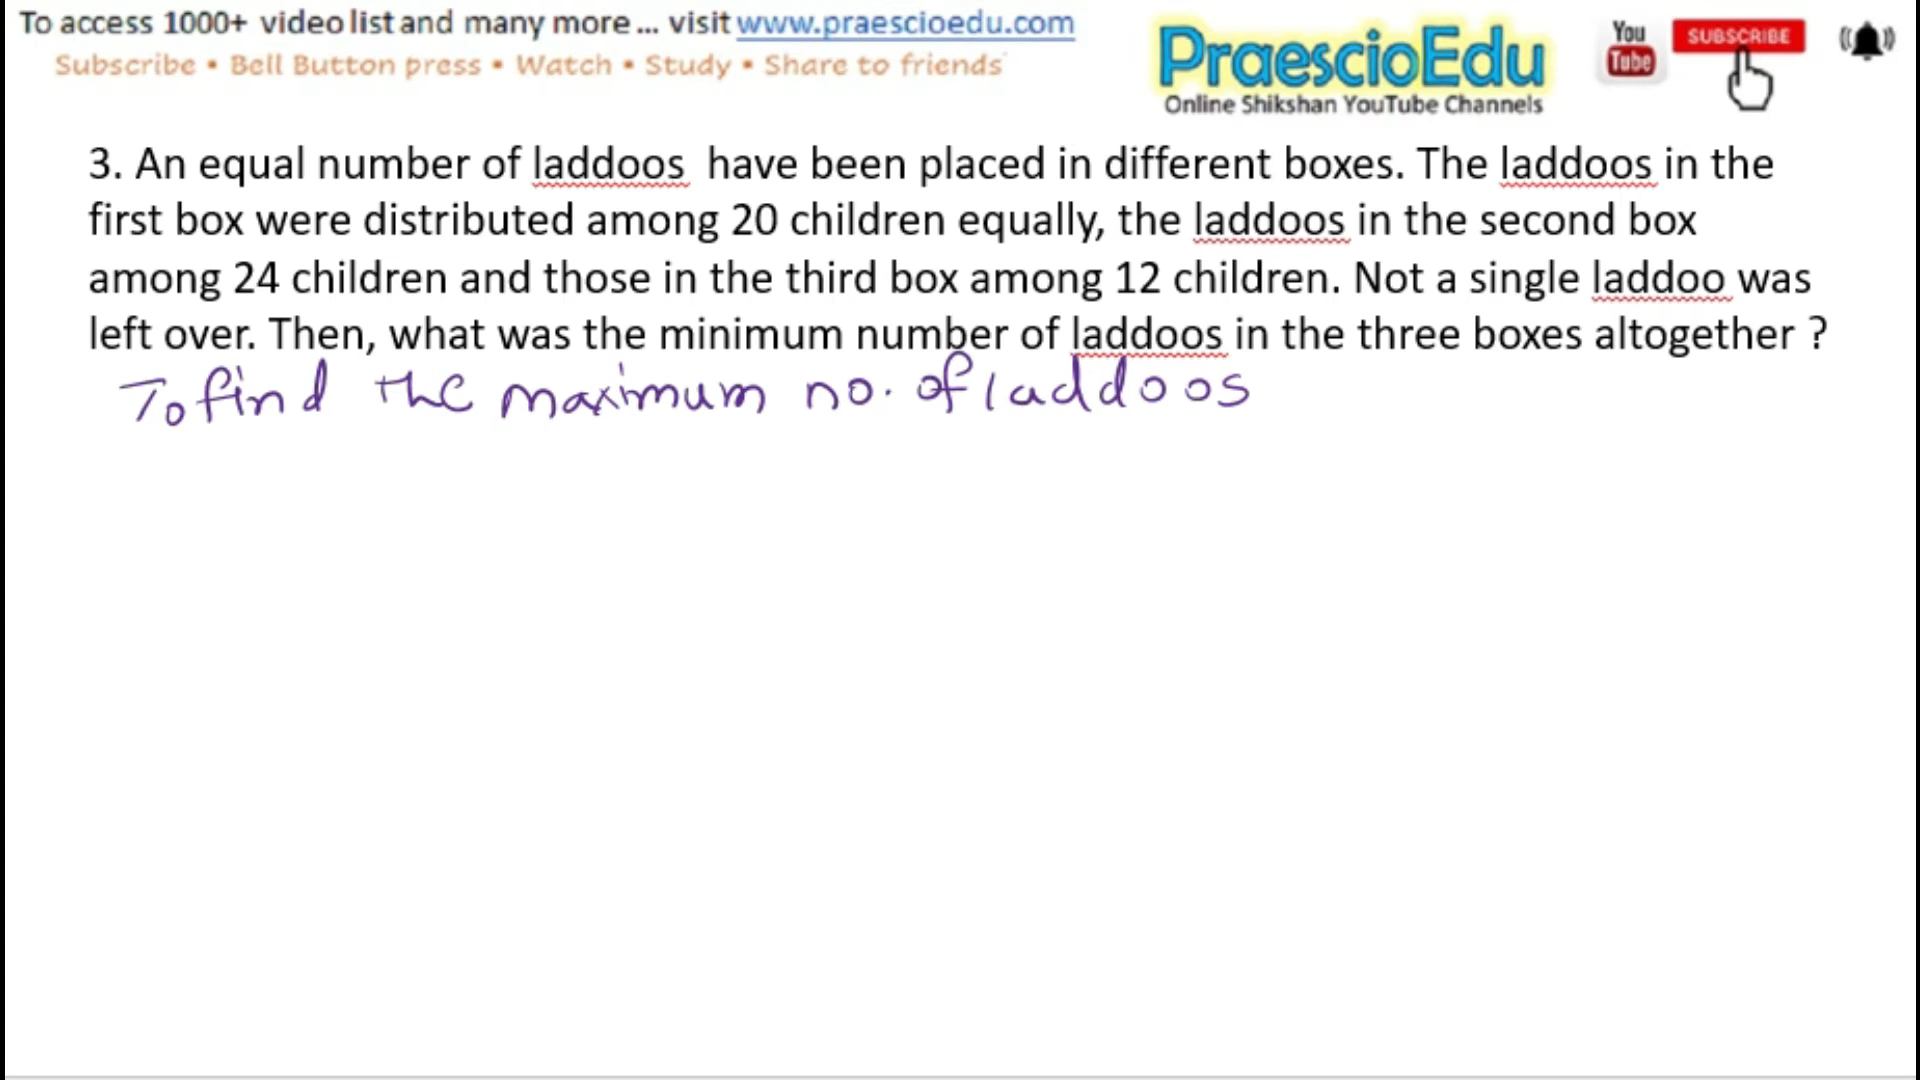 To access 1000+ video list and many more ... visit www.praescioedu.com
Subscribe • Bell Button press • Watch • Study • Share to friends
PraescioEdu
Online Shikshan YouTube Channels
You
Tube
SUBSCRIBE
3. An equal number of laddoos have been placed in different boxes. The laddoos in the
first box were distributed among 20 children equally, the laddoos in the second box
among 24 children and those in the third box among 12 children. Not a single laddoo was
left over. Then, what was the minimum number of laddoos in the three boxes altogether ?
To find the maximum no. of laddoos